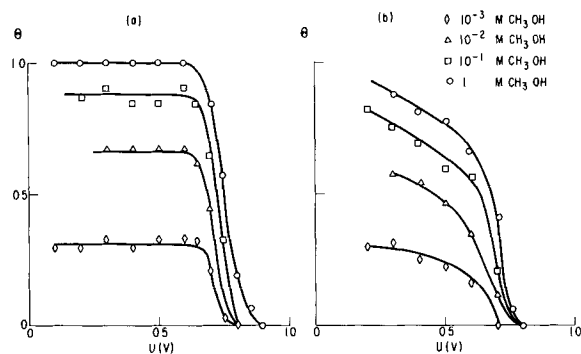 (a)
(b)
◊ 10⁻³ M CH₃OH
△ 10⁻² M CH₃OH
□ 10⁻¹ M CH₃OH
○ 1 M CH₃OH
Θ
Θ
1.0
0.5
0
0
0.5
1.0
U(V)
0
0.5
1.0
U(V)